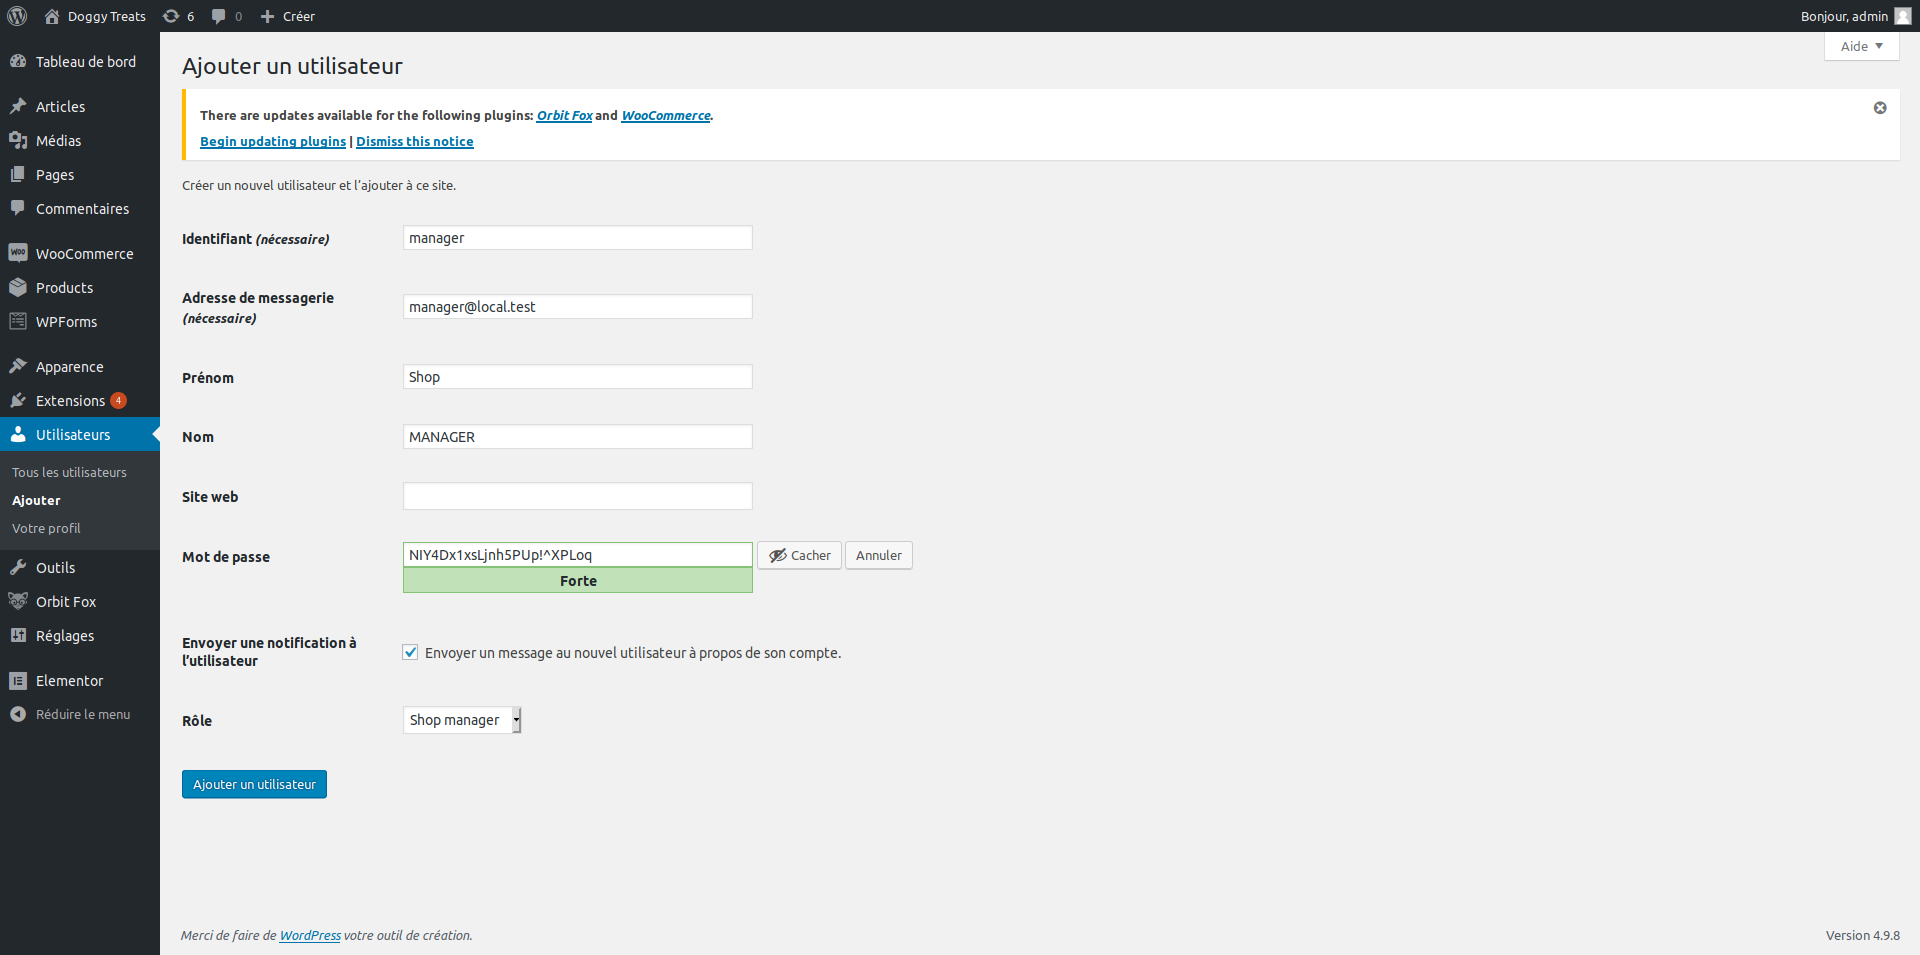 Doggy Treats 6 0 Créer Bonjour, admin
Aide
Tableau de bord
Articles
Médias
Pages
Commentaires
WooCommerce
Products
WPForms
Apparence
Extensions 4
Utilisateurs
Tous les utilisateurs
Ajouter
Votre profil
Outils
Orbit Fox
Réglages
Elementor
Réduire le menu
Ajouter un utilisateur
There are updates available for the following plugins: Orbit Fox and WooCommerce.
Begin updating plugins | Dismiss this notice
Créer un nouvel utilisateur et l’ajouter à ce site.
Identifiant (nécessaire) manager
Adresse de messagerie
(nécessaire)
manager@local.test
Prénom Shop
Nom MANAGER
Site web
Mot de passe NIY4Dx1xsLjnh5PUp!^XPLoq Cacher Annuler
Forte
Envoyer une notification à
l’utilisateur
Envoyer un message au nouvel utilisateur à propos de son compte.
Rôle Shop manager
Ajouter un utilisateur
Merci de faire de WordPress votre outil de création. Version 4.9.8